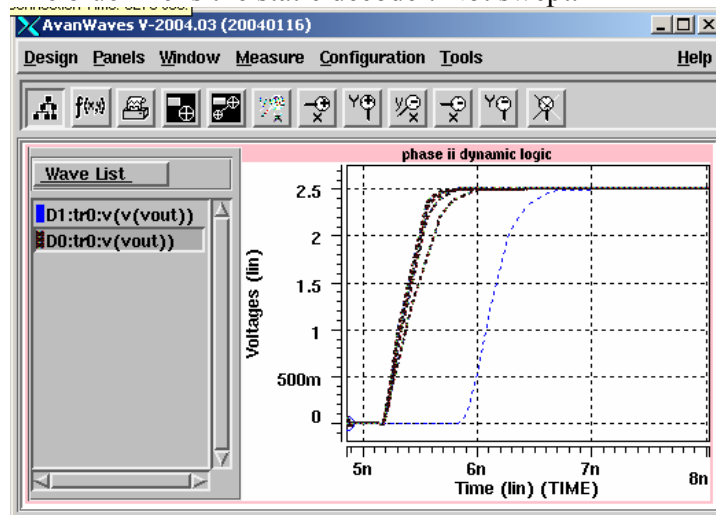 AvanWaves V-2004.03 (20040116)
Design Panels Window Measure Configuration Tools Help
f(x,y) Y y Y
x x x
phase ii dynamic logic
Wave List
D1:tr0:v(v(vout))
D0:tr0:v(vout))
Voltages (lin)
2.5
2
1.5
1
500m
0
5n 6n 7n 8n
Time (lin) (TIME)